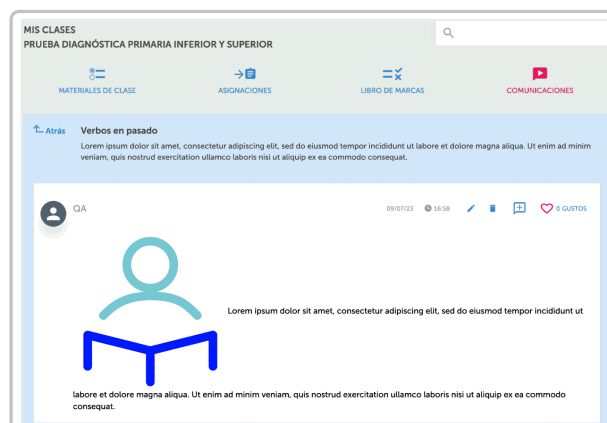 MIS CLASES
PRUEBA DIAGNÓSTICA PRIMARIA INFERIOR Y SUPERIOR
MATERIALES DE CLASE
ASIGNACIONES
LIBRO DE MARCAS
COMUNICACIONES
Atrás
Verbos en pasado
Lorem ipsum dolor sit amet, consectetur adipiscing elit, sed do eiusmod tempor incididunt ut labore et dolore magna aliqua. Ut enim ad minim
veniam, quis nostrud exercitation ullamco laboris nisi ut aliquip ex ea commodo consequat.
QA
09/07/23 16:58 0 GUSTOS
Lorem ipsum dolor sit amet, consectetur adipiscing elit, sed do eiusmod tempor incididunt ut
labore et dolore magna aliqua. Ut enim ad minim veniam, quis nostrud exercitation ullamco laboris nisi ut aliquip ex ea commodo
consequat.